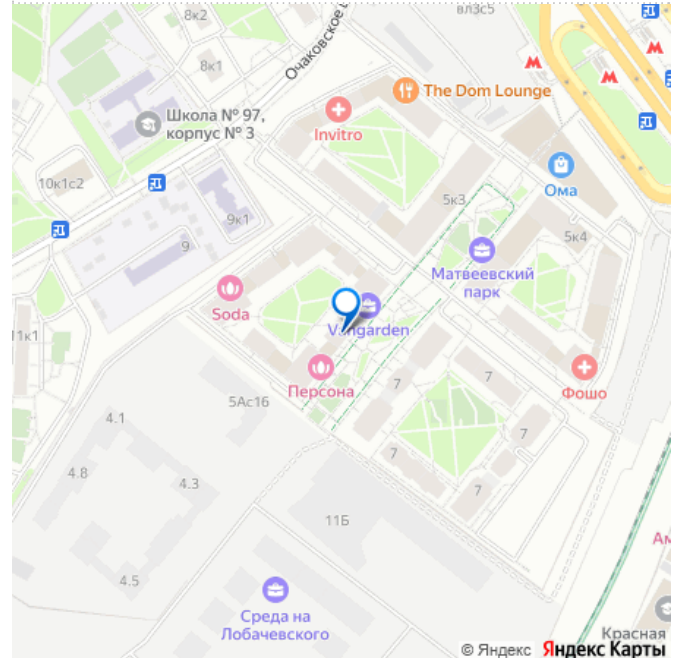 8к2
вл3с5
8к1
Очаковское
The Dom Lounge
Школа № 97,
корпус № 3
Invitro
Ома
10к1с2
5к3
9к1
5к4
9
Матвеевский
парк
Soda
Vangarden
11к1
Персона
7
7
Фошо
5Ас16
4.1
7
7
4.8
4.3
7
11Б
4.5
Ам
Среда на
Лобачевского
Красная
© Яндекс Яндекс Карты